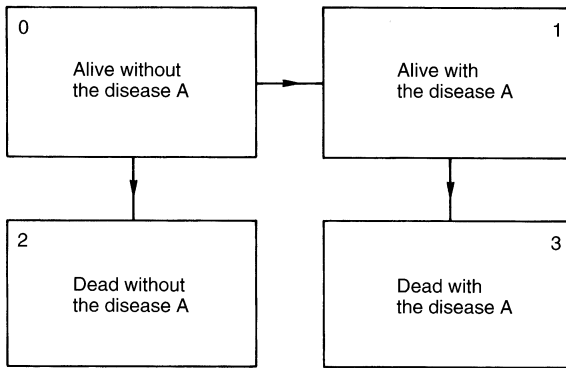 0
Alive without
the disease A
1
Alive with
the disease A
2
Dead without
the disease A
3
Dead with
the disease A